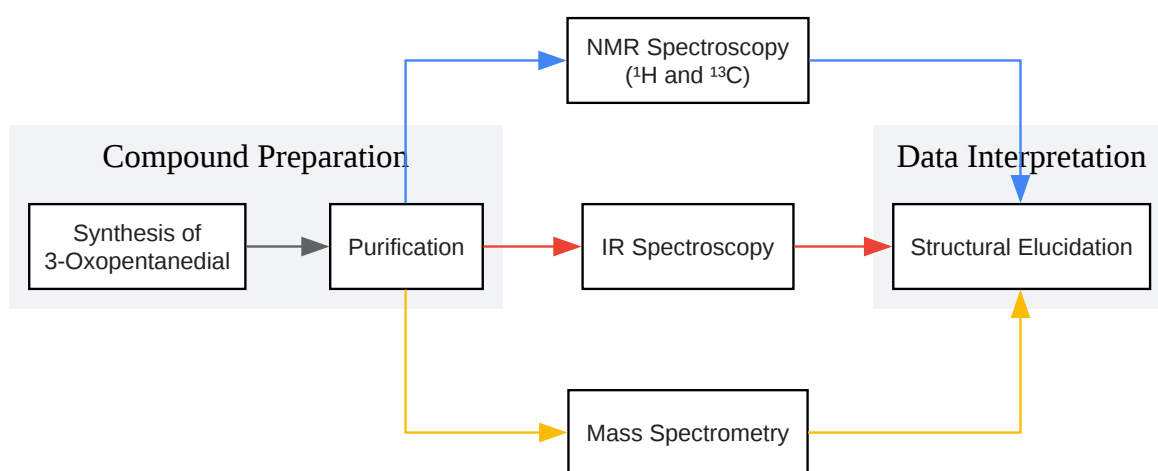 NMR Spectroscopy
(¹H and ¹³C)
Compound Preparation
Data Interpretation
Synthesis of
3-Oxopentanedial
Purification
IR Spectroscopy
Structural Elucidation
Mass Spectrometry